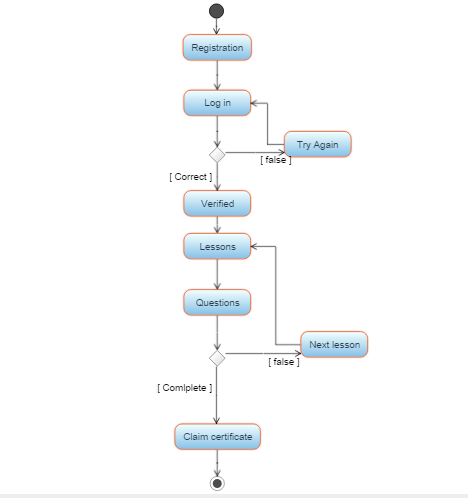 Registration
Log in
Try Again
[ false ]
[ Correct ]
Verified
Lessons
Questions
Next lesson
[ false ]
[ Comlplete ]
Claim certificate